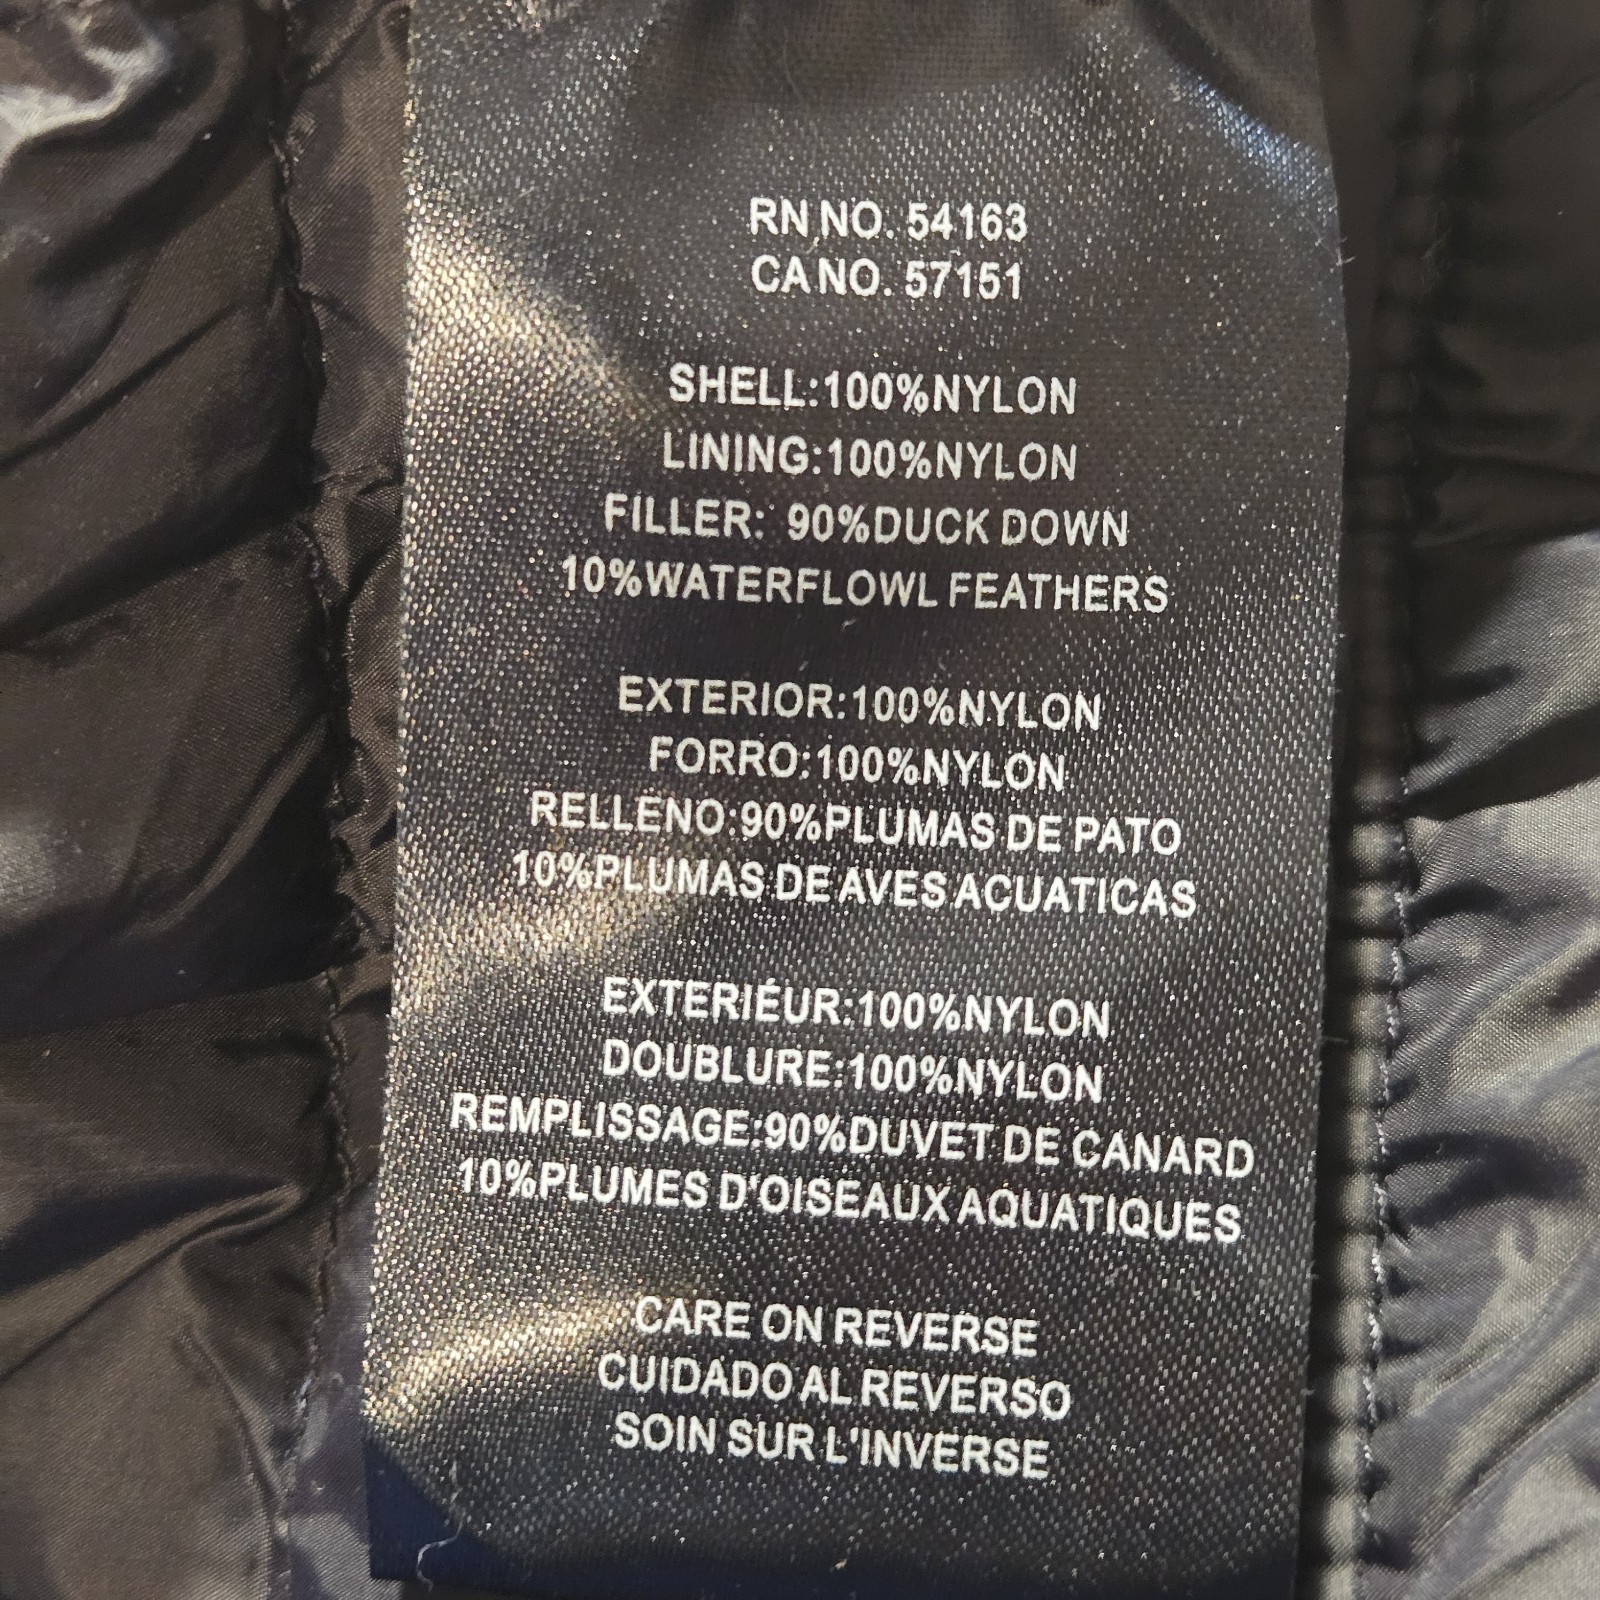 RN NO. 54163
CA NO. 57151
SHELL:100%NYLON
LINING:100%NYLON
FILLER: 90%DUCK DOWN
10%WATERFLOWL FEATHERS
EXTERIOR:100%NYLON
FORRO:100%NYLON
RELLENO:90%PLUMAS DE PATO
10%PLUMAS DE AVES ACUATICAS
EXTERIÉUR:100%NYLON
DOUBLURE:100%NYLON
REMPLISSAGE:90%DUVET DE CANARD
10%PLUMES D'OISEAUX AQUATIQUES
CARE ON REVERSE
CUIDADO AL REVERSO
SOIN SUR L'INVERSE